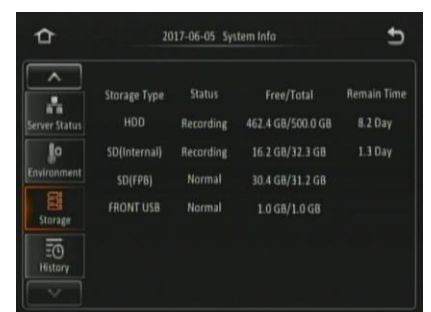 2017-06-05 System Info
Server Status
Environment
Storage
History
Storage Type Status Free/Total Remain Time
HDD Recording 462.4 GB/500.0 GB 8.2 Day
SD(Internal) Recording 16.2 GB/32.3 GB 1.3 Day
SD(FPB) Normal 30.4 GB/31.2 GB
FRONT USB Normal 1.0 GB/1.0 GB